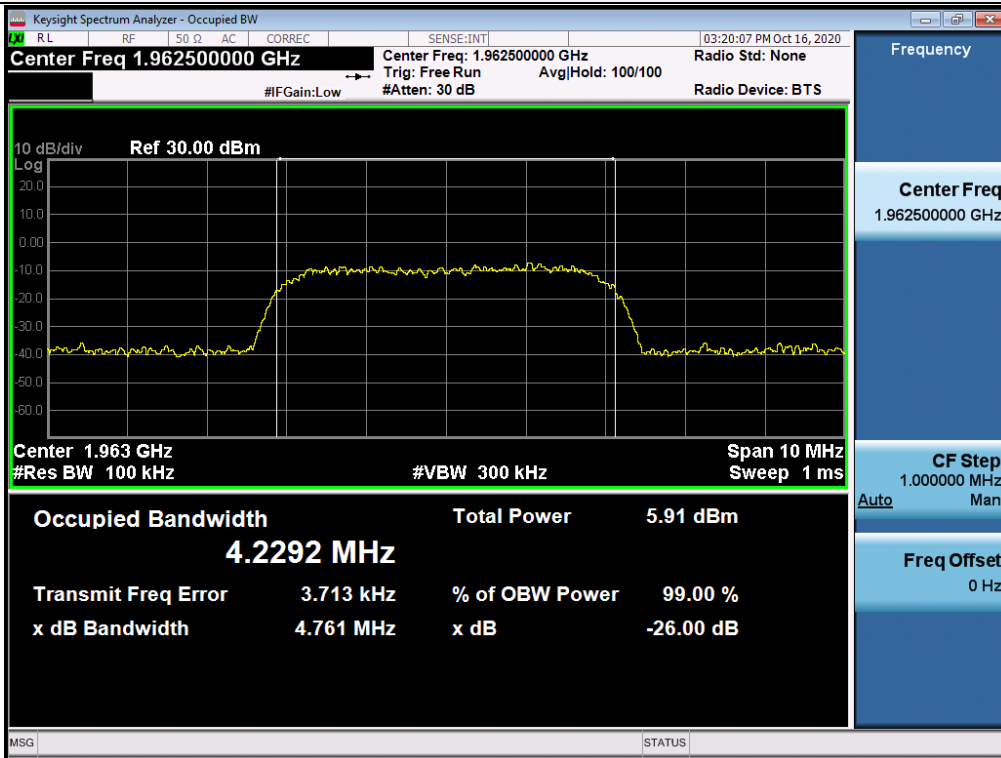 Keysight Spectrum Analyzer - Occupied BW
LXI RL RF 50 Ω AC CORREC SENSE:INT 03:20:07 PM Oct 16, 2020
Center Freq 1.962500000 GHz
Center Freq: 1.962500000 GHz
Radio Std: None
Trig: Free Run Avg|Hold: 100/100
#IFGain:Low
#Atten: 30 dB
Radio Device: BTS
10 dB/div Ref 30.00 dBm
Log
20.0
10.0
0.00
-10.0
-20.0
-30.0
-40.0
-50.0
-60.0
Center 1.963 GHz Span 10 MHz
#Res BW 100 kHz #VBW 300 kHz Sweep 1 ms
Occupied Bandwidth Total Power 5.91 dBm
4.2292 MHz
Transmit Freq Error 3.713 kHz % of OBW Power 99.00 %
x dB Bandwidth 4.761 MHz x dB -26.00 dB
MSG STATUS
Frequency
Center Freq
1.962500000 GHz
CF Step
1.000000 MHz
Auto Man
Freq Offset
0 Hz